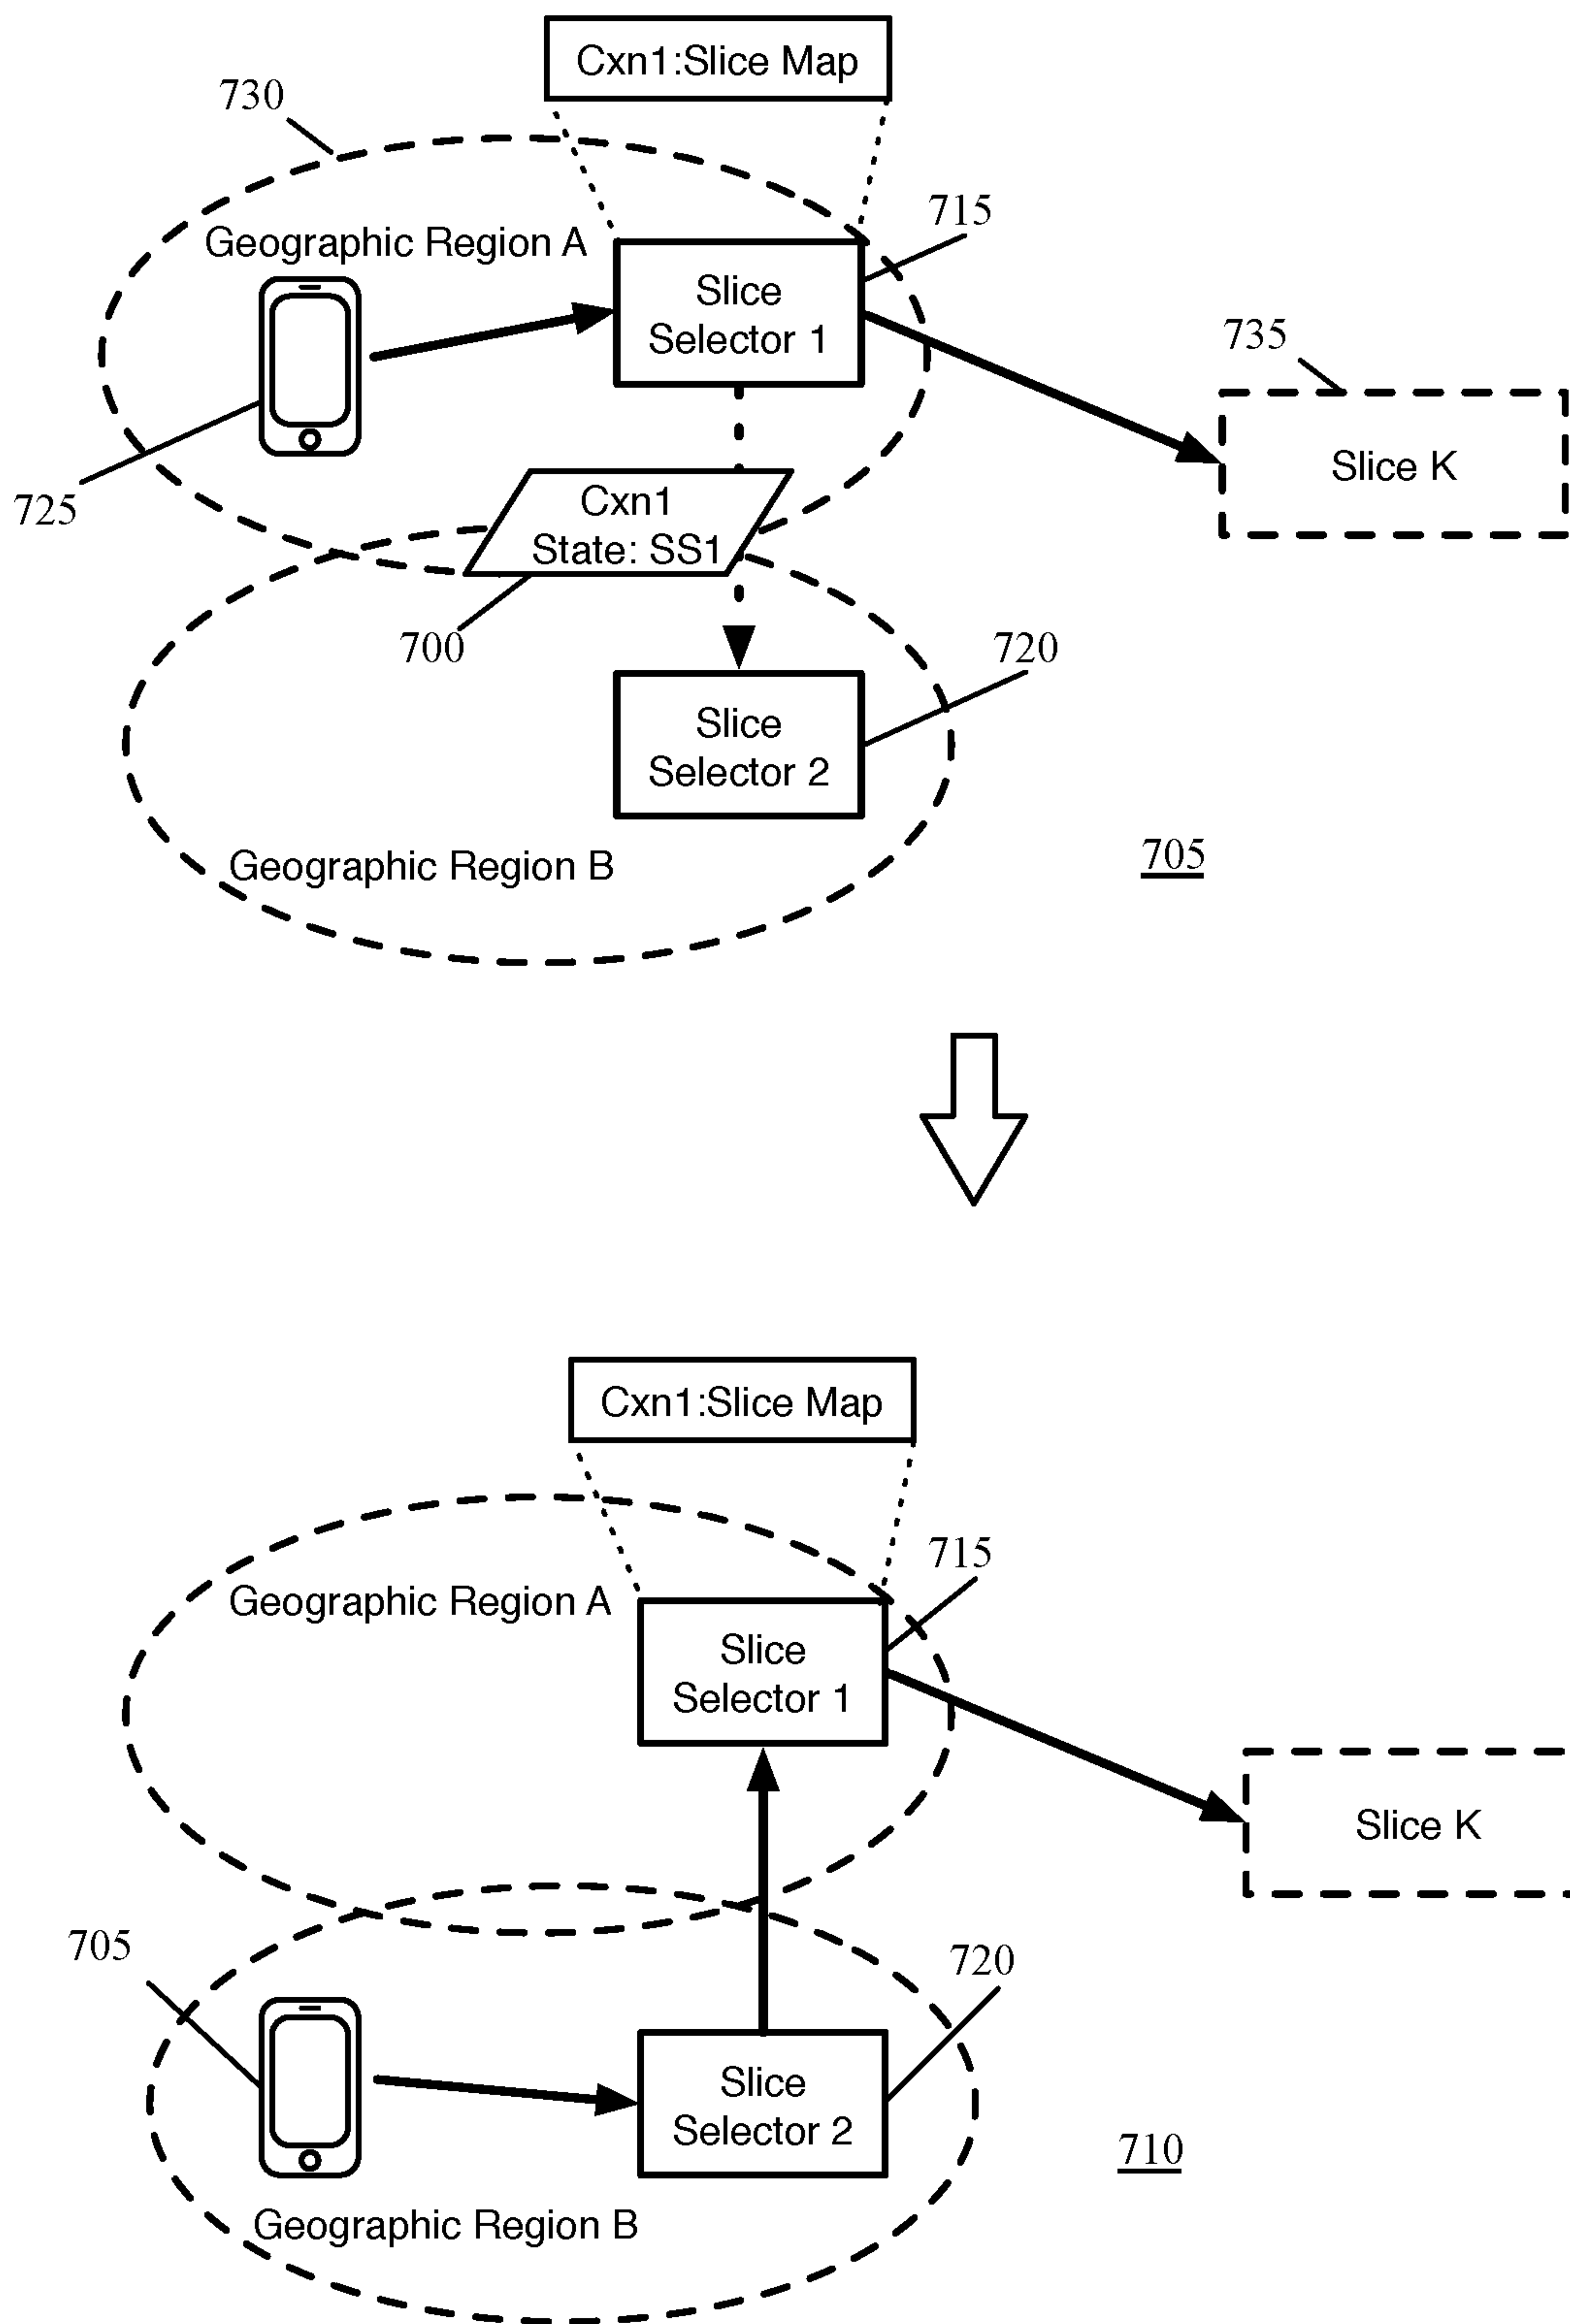 Cxn1:Slice Map
730
715
Geographic Region A
Slice
Selector 1
735
Slice K
725
Cxn1
State: SS1
700
720
Slice
Selector 2
Geographic Region B
705
Cxn1:Slice Map
715
Geographic Region A
Slice
Selector 1
Slice K
705
720
Slice
Selector 2
710
Geographic Region B